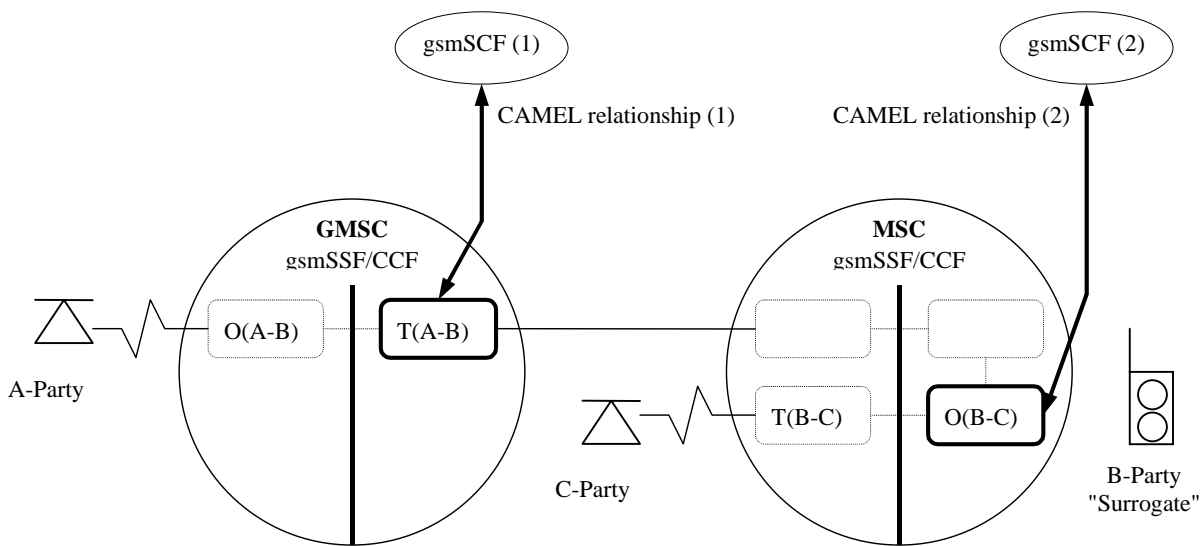 gsmSCF (1)
gsmSCF (2)
CAMEL relationship (1)
CAMEL relationship (2)
GMSC
gsmSSF/CCF
MSC
gsmSSF/CCF
O(A-B)
T(A-B)
A-Party
T(B-C)
O(B-C)
C-Party
B-Party
"Surrogate"